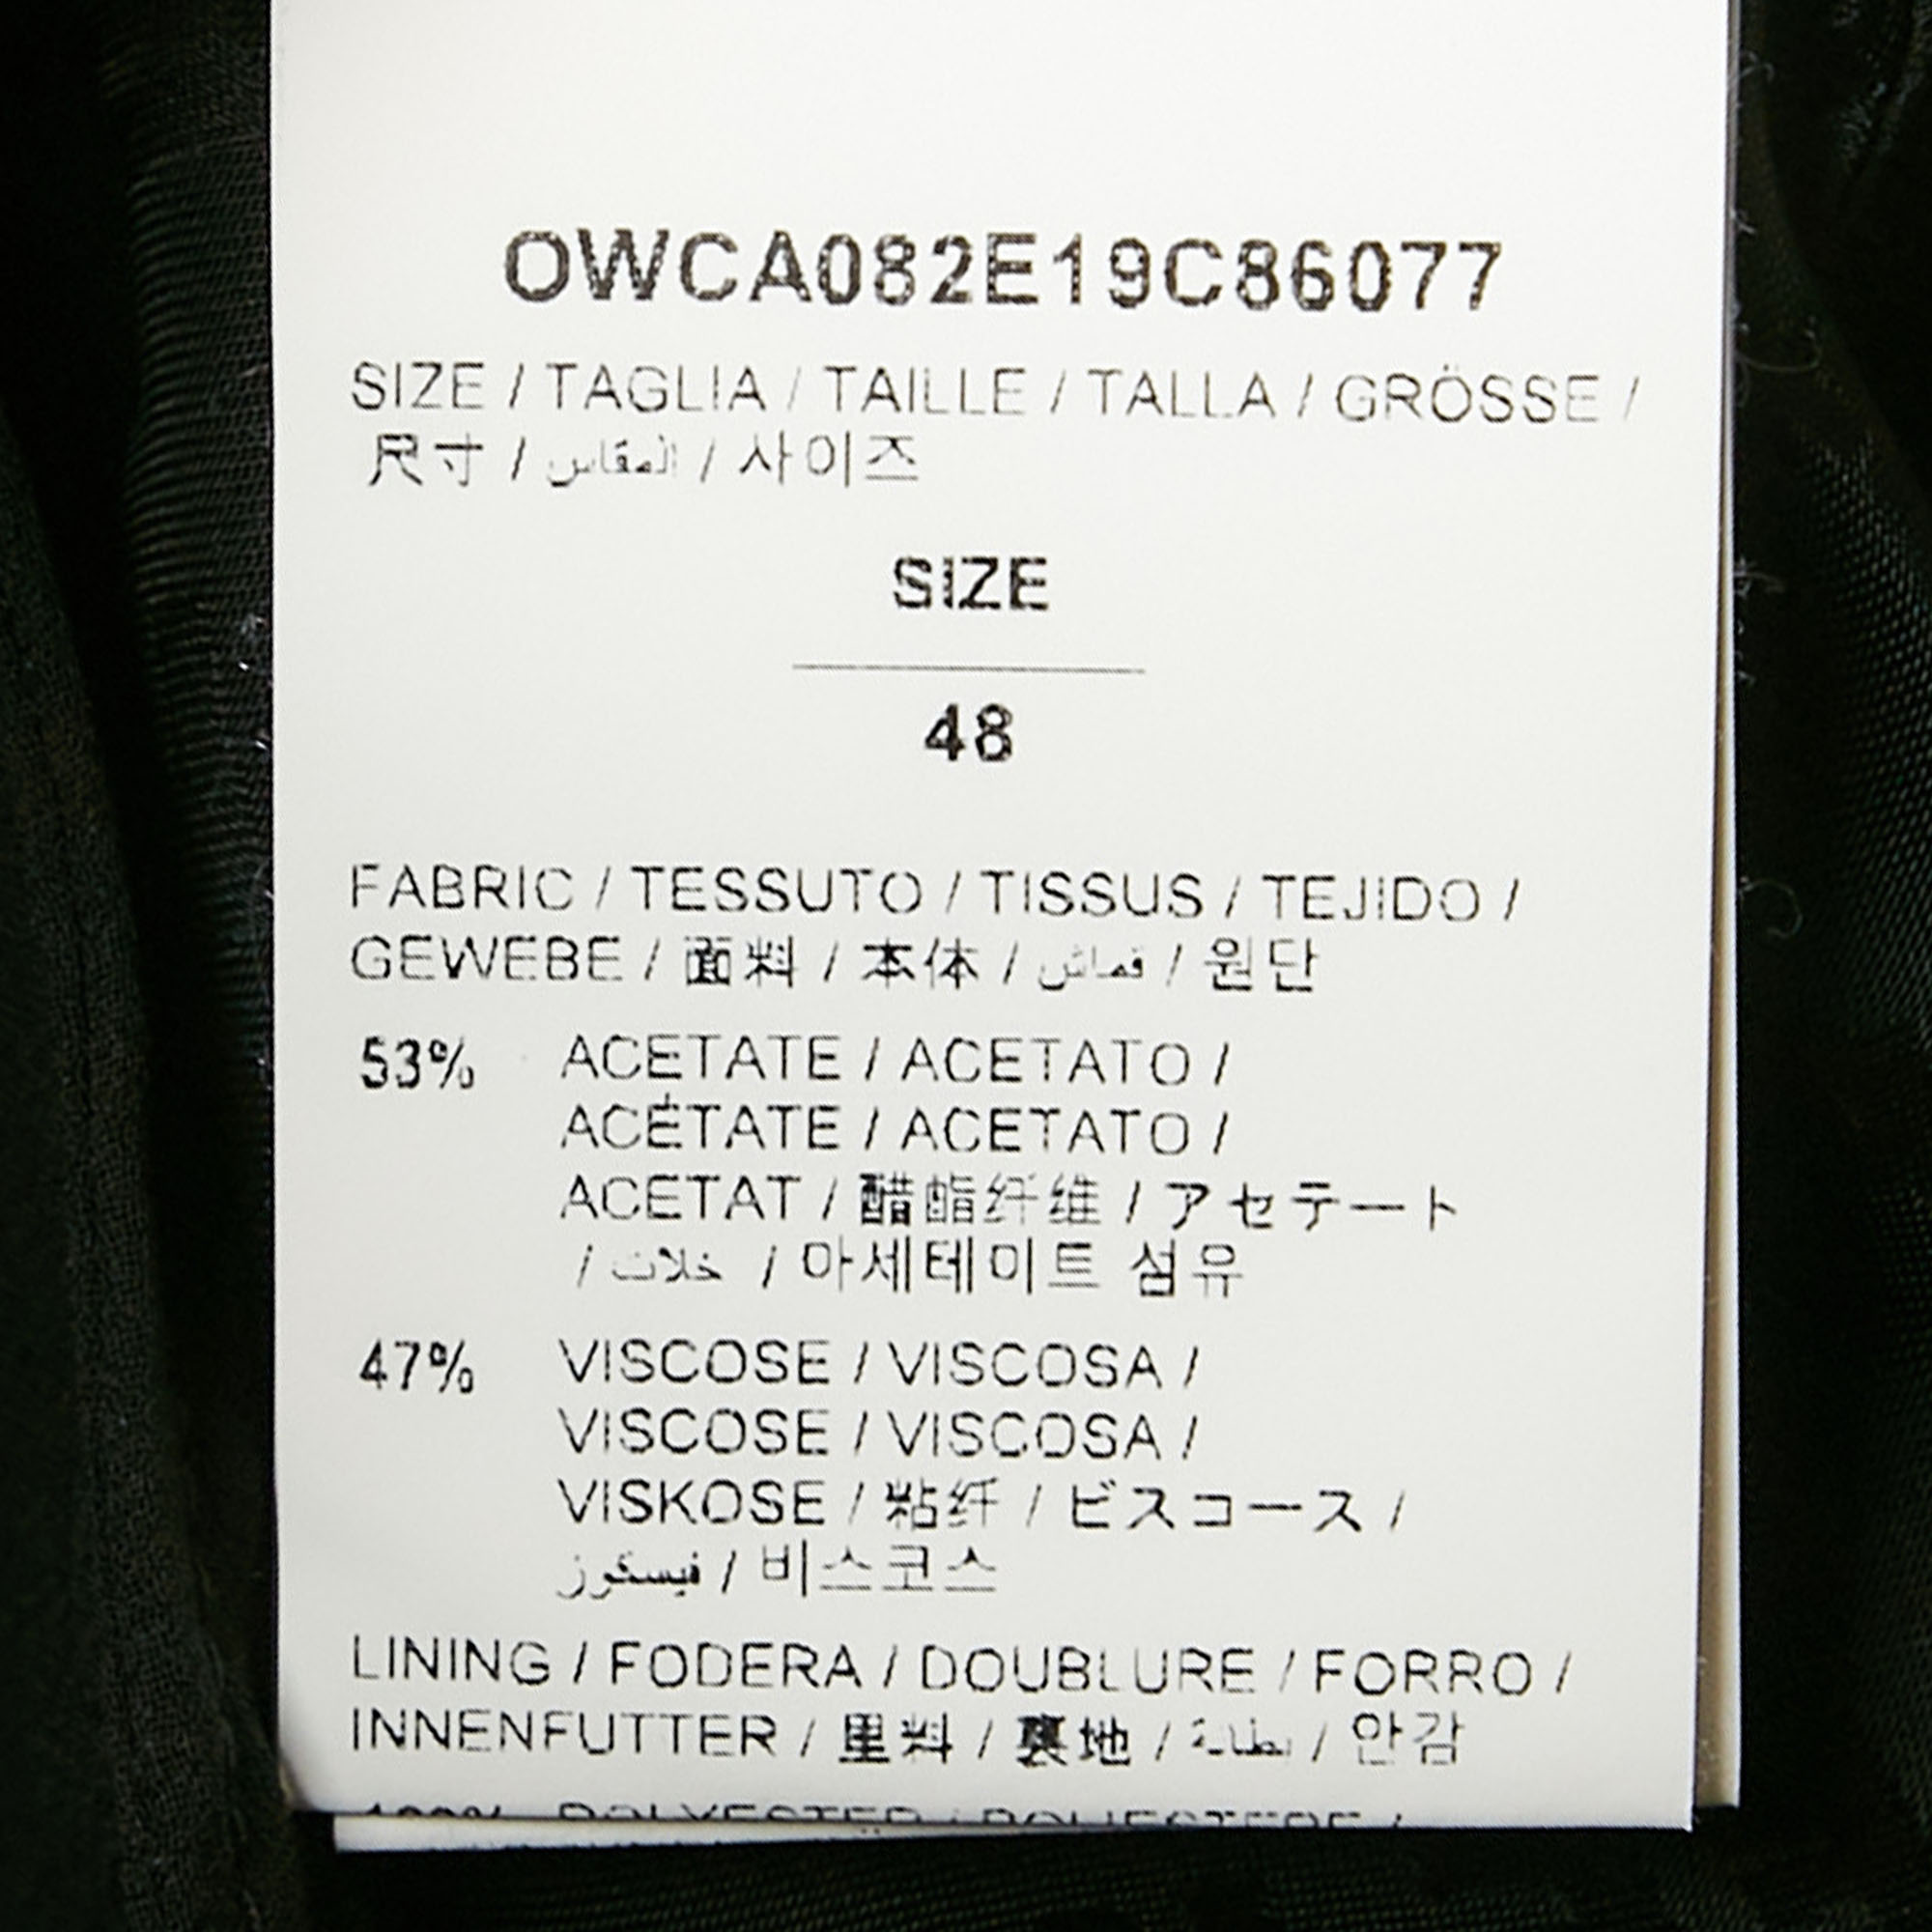 OWCA082E19C86077
SIZE / TAGLIA / TAILLE / TALLA / GRÖSSE /
尺寸 / المقاس / 사이즈
SIZE
48
FABRIC / TESSUTO / TISSUS / TEJIDO /
GEWEBE / 面料 / 本体 / قماش / 원단
53% ACETATE / ACETATO /
ACÉTATE / ACETATO /
ACETAT / 醋酯纤维 / アセテート
/ خلات / 아세테이트 섬유
47% VISCOSE / VISCOSA /
VISCOSE / VISCOSA /
VISKOSE / 粘纤 / ビスコース /
فيسكوز / 비스코스
LINING / FODERA / DOUBLURE / FORRO /
INNENFUTTER / 里料 / 裏地 / بطانة / 안감
100% POLYESTER / POLIESTERE /